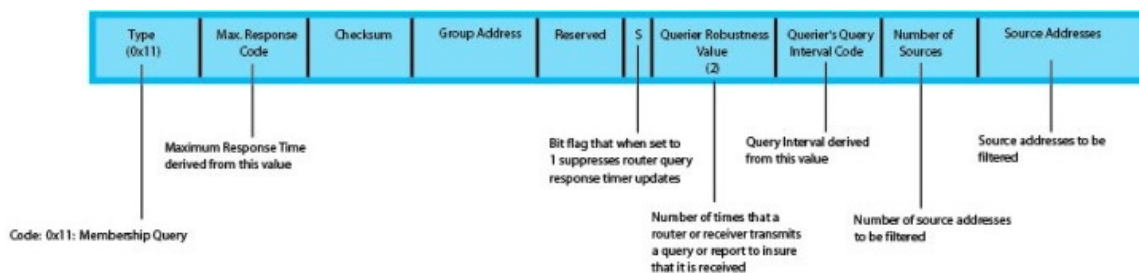 Type
(0x11)
Max. Response
Code
Checksum
Group Address
Reserved
S
Querier Robustness
Value
(2)
Querier's Query
Interval Code
Number of
Sources
Source Addresses
Maximum Response Time
derived from this value
Bit flag that when set to
1 suppresses router query
response timer updates
Query Interval derived
from this value
Source addresses to be
filtered
Code: 0x11: Membership Query
Number of times that a
router or receiver transmits
a query or report to insure
that it is received
Number of source addresses
to be filtered